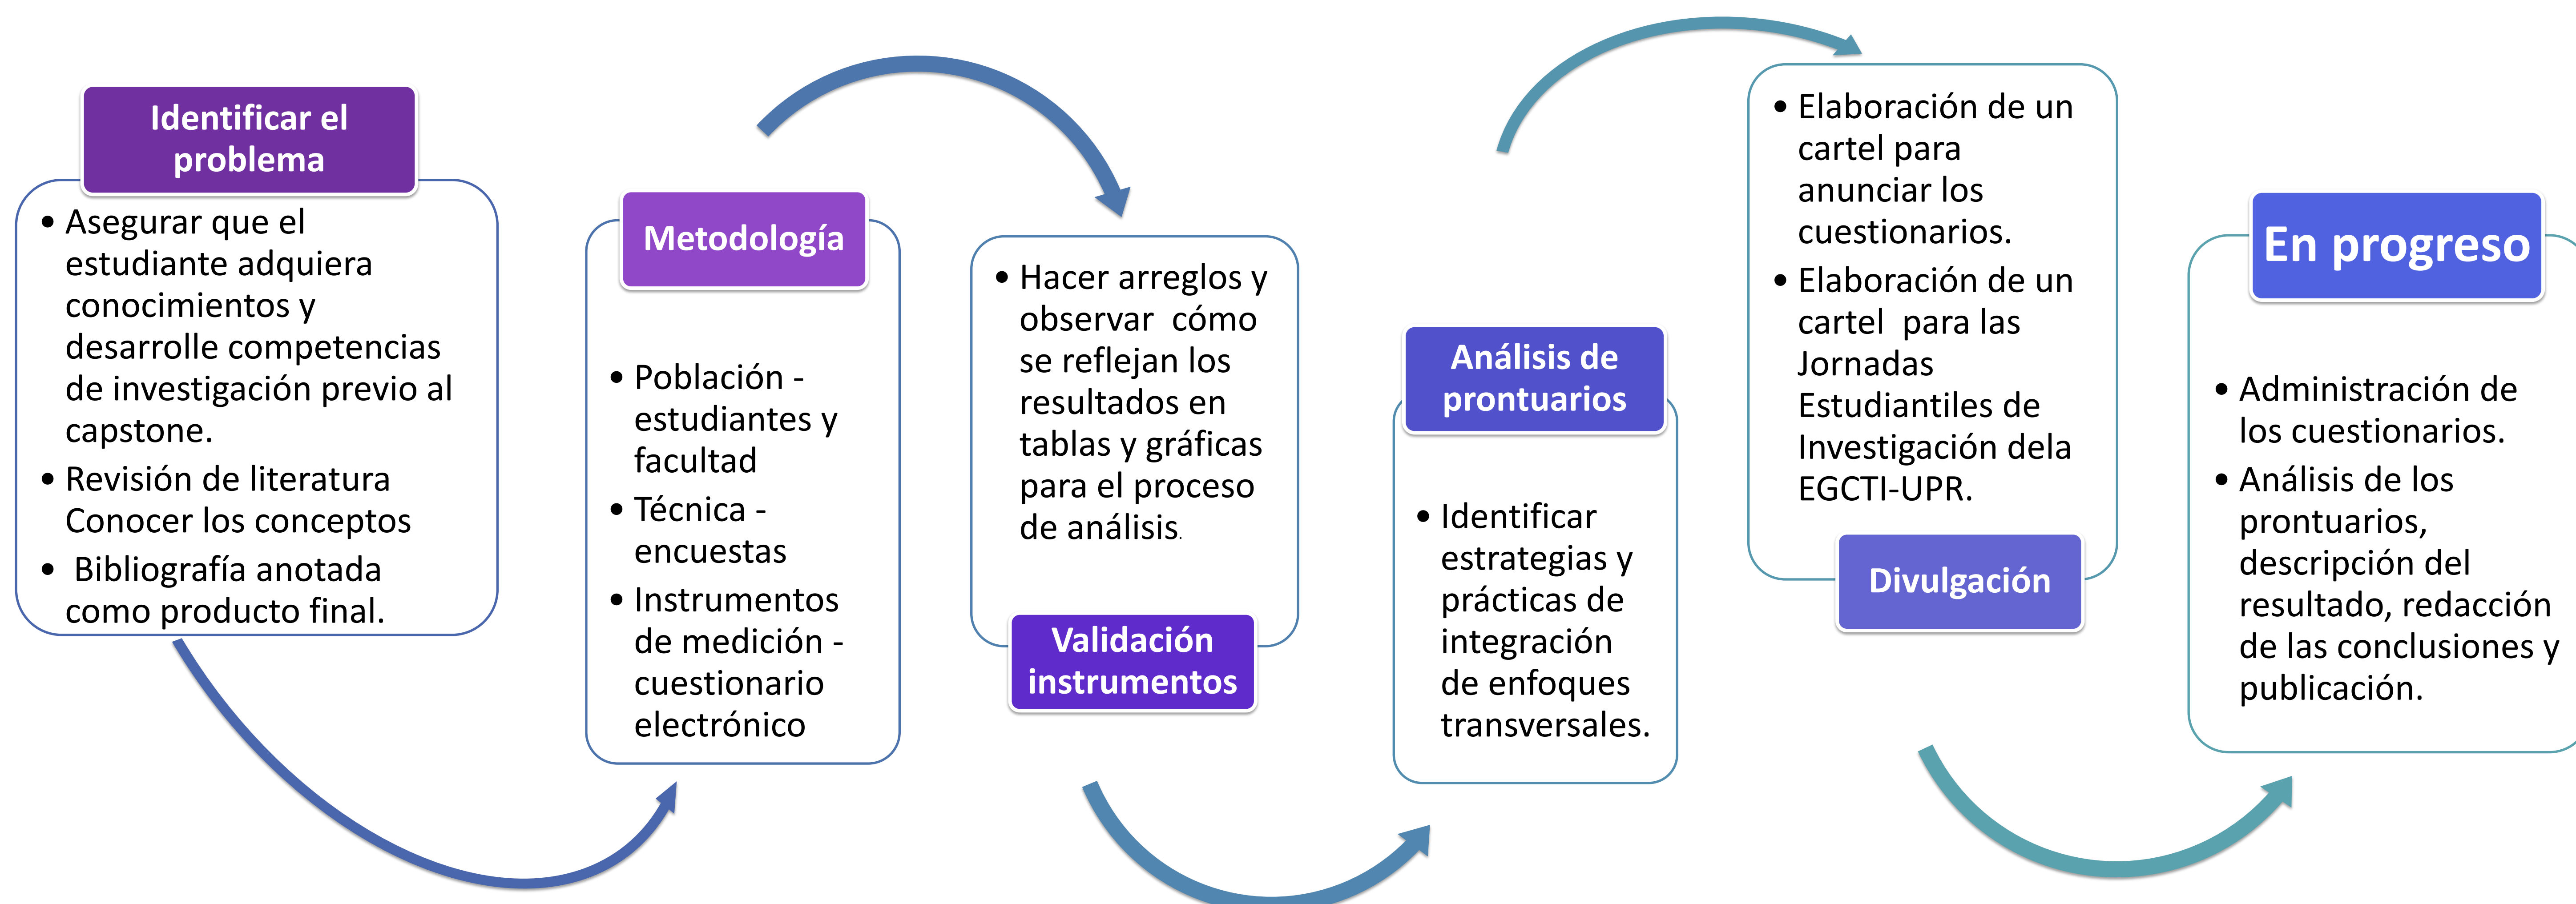 Identificar el
problema
• Asegurar que el
estudiante adquiera
conocimientos y
desarrolle competencias
de investigación previo al
capstone.
• Revisión de literatura
Conocer los conceptos
• Bibliografía anotada
como producto final.
Metodología
• Población -
estudiantes y
facultad
• Técnica -
encuestas
• Instrumentos
de medición -
cuestionario
electrónico
• Hacer arreglos y
observar cómo
se reflejan los
resultados en
tablas y gráficas
para el proceso
de análisis.
Validación
instrumentos
Análisis de
prontuarios
• Identificar
estrategias y
prácticas de
integración
de enfoques
transversales.
• Elaboración de un
cartel para
anunciar los
cuestionarios.
• Elaboración de un
cartel para las
Jornadas
Estudiantiles de
Investigación dela
EGCTI-UPR.
Divulgación
En progreso
• Administración de
los cuestionarios.
• Análisis de los
prontuarios,
descripción del
resultado, redacción
de las conclusiones y
publicación.